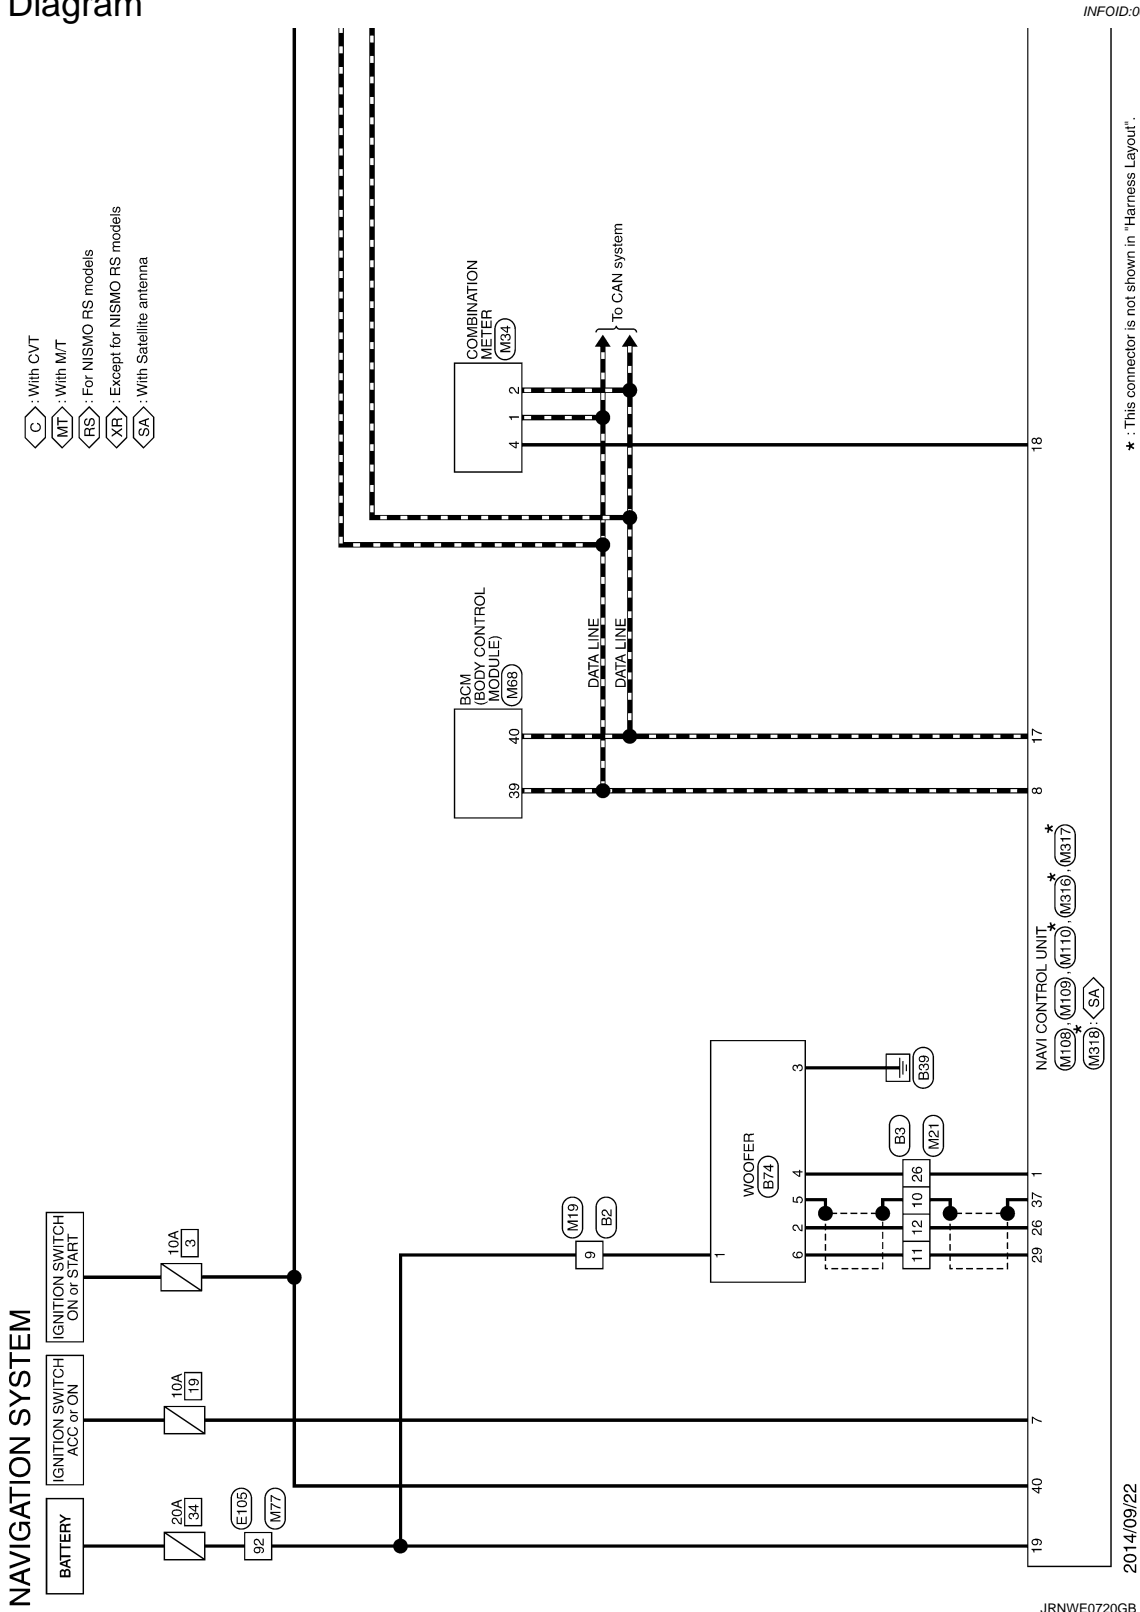 Diagram
INFOID:0
NAVIGATION SYSTEM
BATTERY
IGNITION SWITCH
ACC or ON
IGNITION SWITCH
ON or START
20A
34
10A
19
10A
3
E105
92
M77
C : With CVT
MT : With M/T
RS : For NISMO RS models
XR : Except for NISMO RS models
SA : With Satellite antenna
M19
9
B2
BCM
(BODY CONTROL
MODULE)
M68
39
40
COMBINATION
METER
M34
4
1
2
DATA LINE
DATA LINE
To CAN system
WOOFER
B74
1
6
2
5
4
3
B39
B3
11
12
10
26
M21
19
40
7
29
26
37
1
8
17
18
NAVI CONTROL UNIT
M108 , M109 , M110 * , M316 * , M317 *
M318 * : SA
* : This connector is not shown in "Harness Layout".
2014/09/22
JRNWE0720GB